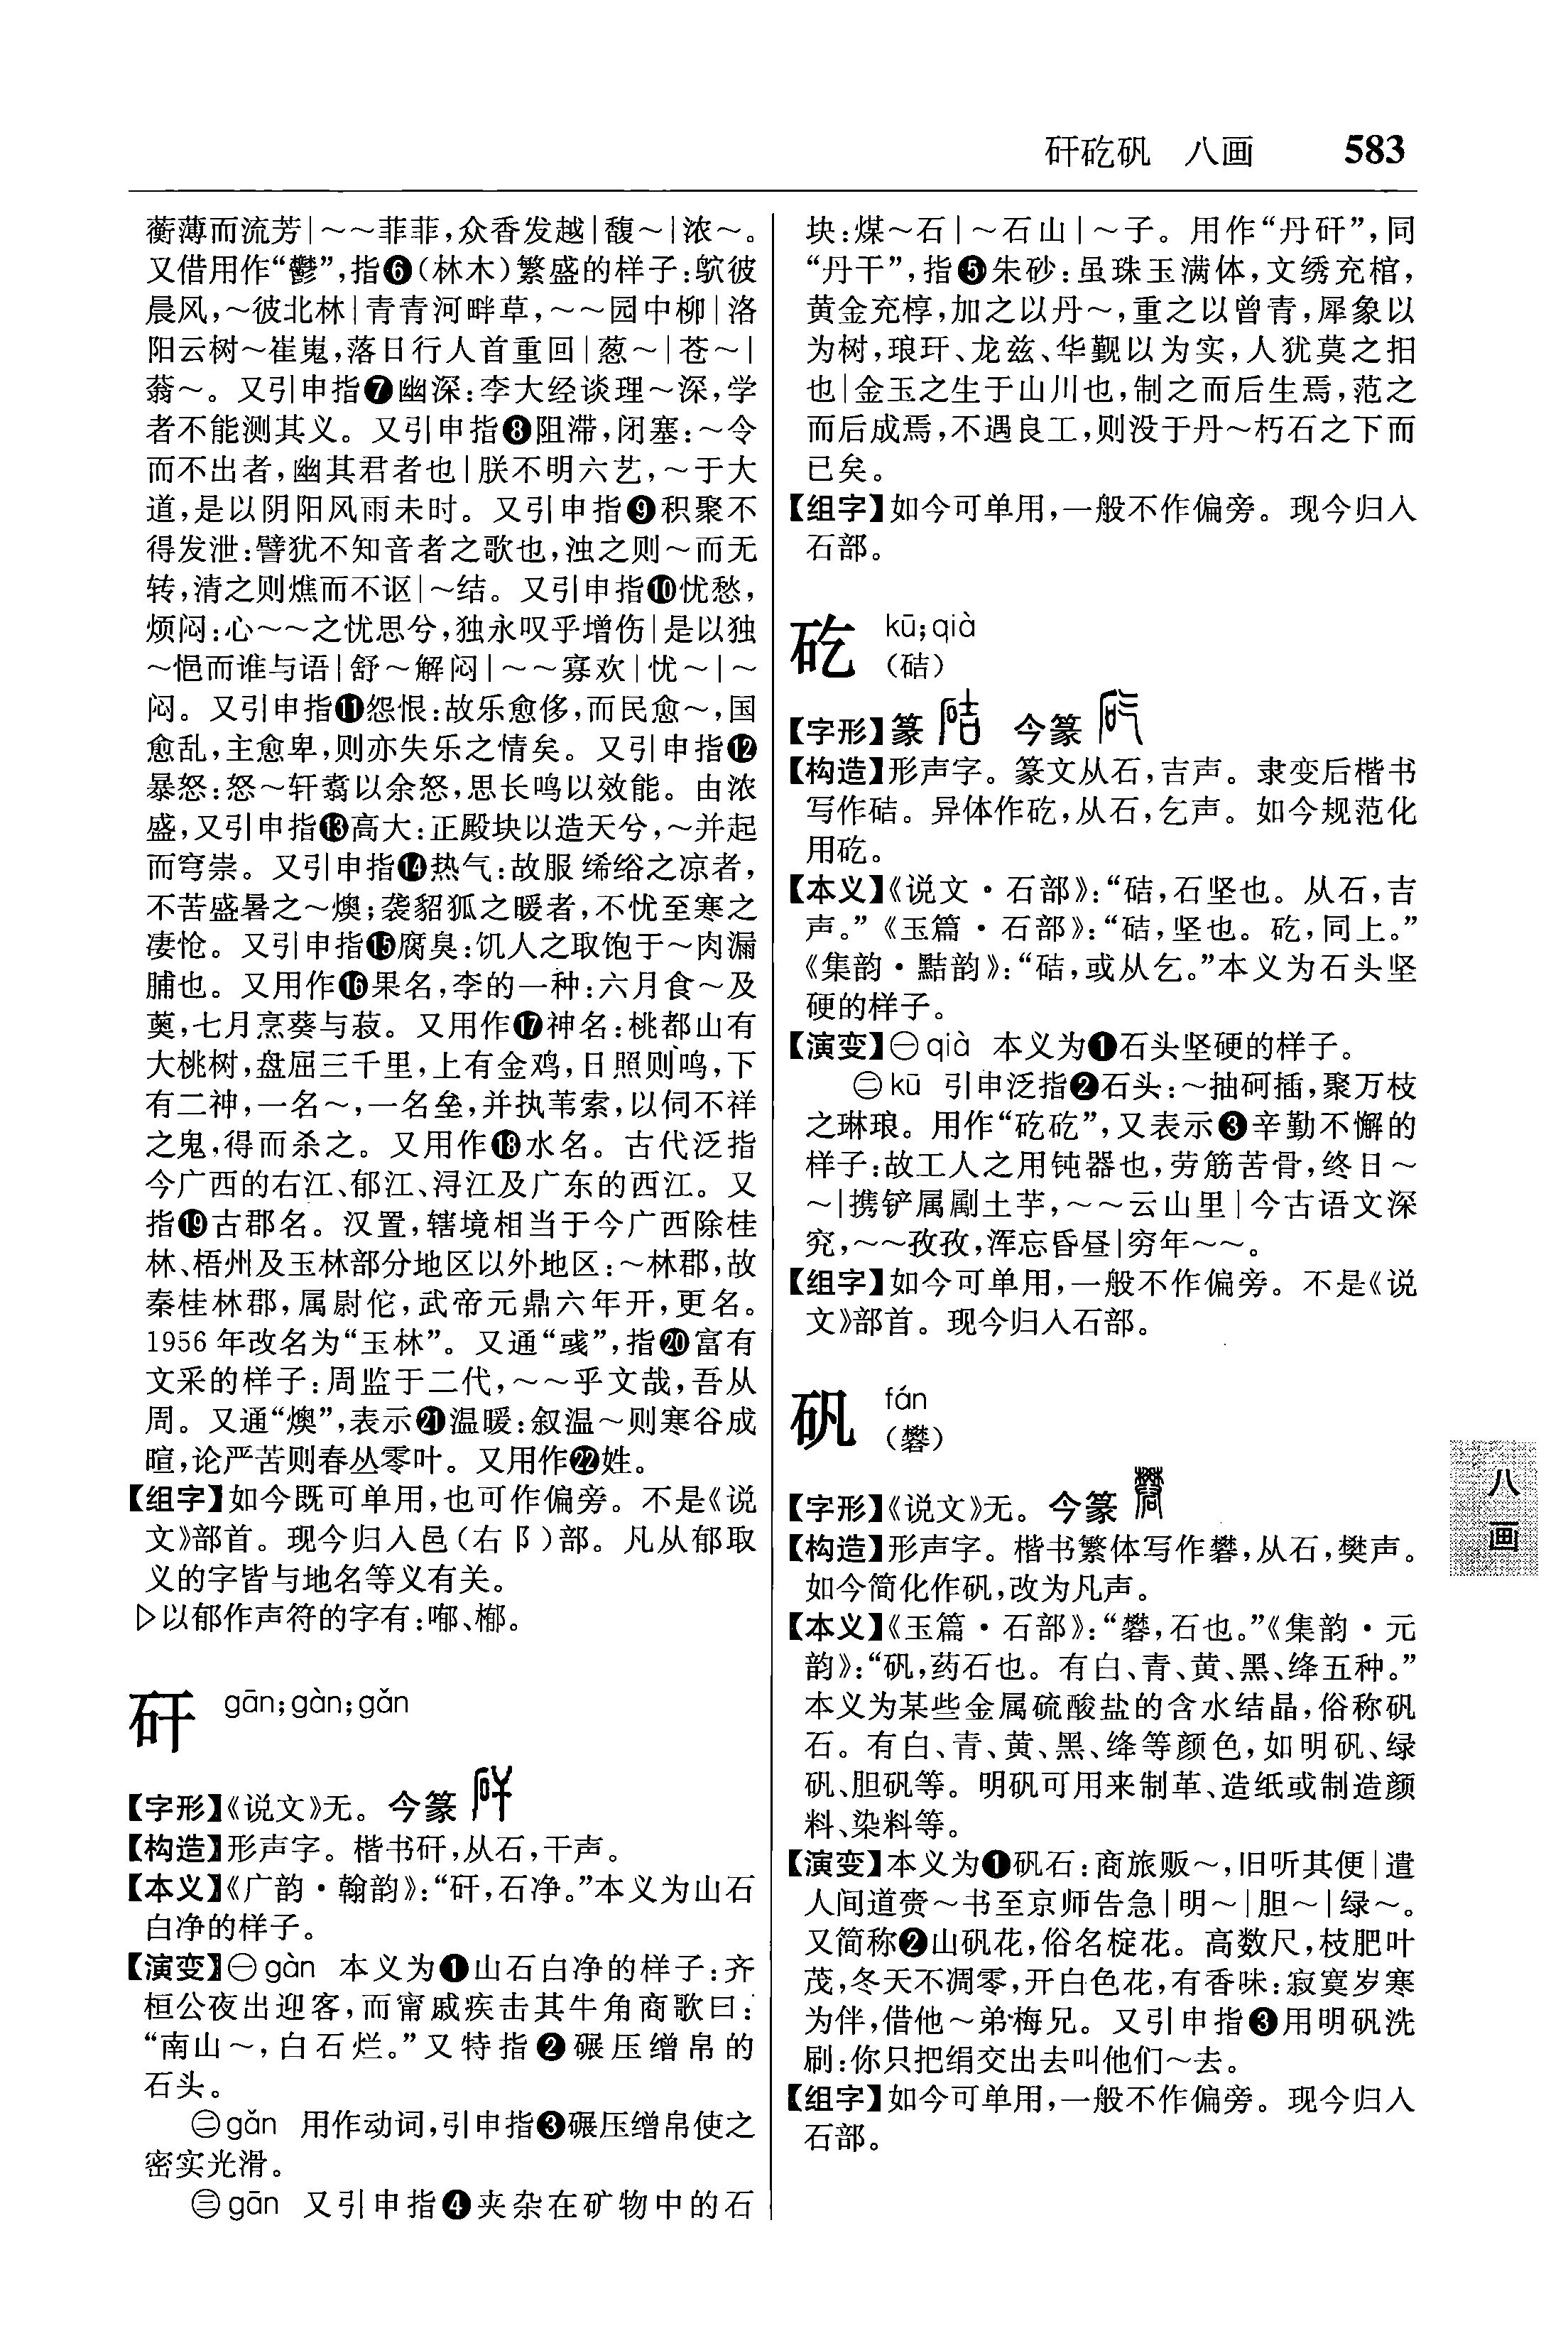 矸矻矾 八画 583
蘅薄而流芳|～～菲菲,众香发越|馥～|浓～。
又借用作“鬱”,指❻(林木)繁盛的样子:鴥彼
晨风,～彼北林|青青河畔草,～～园中柳|洛
阳云树～崔嵬,落日行人首重回|葱～|苍～|
蓊～。又引申指❼幽深:李大经谈理～深,学
者不能测其义。又引申指❽阻滞,闭塞:～令
而不出者,幽其君者也|朕不明六艺,～于大
道,是以阴阳风雨未时。又引申指❾积聚不
得发泄:譬犹不知音者之歌也,浊之则～而无
转,清之则燋而不讴|～结。又引申指❿忧愁,
烦闷:心～～之忧思兮,独永叹乎增伤|是以独
～悒而谁与语|舒～解闷|～～寡欢|忧～|～
闷。又引申指⓫怨恨:故乐愈侈,而民愈～,国
愈乱,主愈卑,则亦失乐之情矣。又引申指⓬
暴怒:怒～轩翥以余怒,思长鸣以效能。由浓
盛,又引申指⓭高大:正殿块以造天兮,～并起
而穹崇。又引申指⓮热气:故服𫄨绤之凉者,
不苦盛暑之～燠;袭貂狐之暖者,不忧至寒之
凄怆。又引申指⓯腐臭:饥人之取饱于～肉漏
脯也。又用作⓰果名,李的一种:六月食～及
薁,七月烹葵与菽。又用作⓱神名:桃都山有
大桃树,盘屈三千里,上有金鸡,日照则鸣,下
有二神,一名～,一名垒,并执苇索,以伺不祥
之鬼,得而杀之。又用作⓲水名。古代泛指
今广西的右江、郁江、浔江及广东的西江。又
指⓳古郡名。汉置,辖境相当于今广西除桂
林、梧州及玉林部分地区以外地区:～林郡,故
秦桂林郡,属尉佗,武帝元鼎六年开,更名。
1956年改名为“玉林”。又通“彧”,指⓴富有
文采的样子:周监于二代,～～乎文哉,吾从
周。又通“燠”,表示㉑温暖:叙温～则寒谷成
暄,论严苦则春丛零叶。又用作㉒姓。
【组字】如今既可单用,也可作偏旁。不是《说
文》部首。现今归入邑(右阝)部。凡从郁取
义的字皆与地名等义有关。
▷以郁作声符的字有:唧、楖。
矸 gān;gàn;gǎn
【字形】《说文》无。今篆
【构造】形声字。楷书矸,从石,干声。
【本义】《广韵·翰韵》:“矸,石净。”本义为山石
白净的样子。
【演变】㊀gàn 本义为❶山石白净的样子:齐
桓公夜出迎客,而甯戚疾击其牛角商歌曰:
“南山～,白石烂。”又特指❷碾压缯帛的
石头。
㊁gǎn 用作动词,引申指❸碾压缯帛使之
密实光滑。
㊂gān 又引申指❹夹杂在矿物中的石
块:煤～石|～石山|～子。用作“丹矸”,同
“丹干”,指❺朱砂:虽珠玉满体,文绣充棺,
黄金充椁,加之以丹～,重之以曾青,犀象以
为树,琅玕、龙兹、华觐以为实,人犹莫之抇
也|金玉之生于山川也,制之而后生焉,范之
而后成焉,不遇良工,则没于丹～朽石之下而
已矣。
【组字】如今可单用,一般不作偏旁。现今归入
石部。
矻 kū;qià
(硈)
【字形】篆 今篆
【构造】形声字。篆文从石,吉声。隶变后楷书
写作硈。异体作矻,从石,乞声。如今规范化
用矻。
【本义】《说文·石部》:“硈,石坚也。从石,吉
声。”《玉篇·石部》:“硈,坚也。矻,同上。”
《集韵·黠韵》:“硈,或从乞。”本义为石头坚
硬的样子。
【演变】㊀qià 本义为❶石头坚硬的样子。
㊁kū 引申泛指❷石头:～抽砢插,聚万枝
之琳琅。用作“矻矻”,又表示❸辛勤不懈的
样子:故工人之用钝器也,劳筋苦骨,终日～
～|携铲属劚土芋,～～云山里|今古语文深
究,～～孜孜,浑忘昏昼|穷年～～。
【组字】如今可单用,一般不作偏旁。不是《说
文》部首。现今归入石部。
矾 fán
(礬)
【字形】《说文》无。今篆
【构造】形声字。楷书繁体写作礬,从石,樊声。
如今简化作矾,改为凡声。
【本义】《玉篇·石部》:“礬,石也。”《集韵·元
韵》:“矾,药石也。有白、青、黄、黑、绛五种。”
本义为某些金属硫酸盐的含水结晶,俗称矾
石。有白、青、黄、黑、绛等颜色,如明矾、绿
矾、胆矾等。明矾可用来制革、造纸或制造颜
料、染料等。
【演变】本义为❶矾石:商旅贩～,旧听其便|遣
人间道赍～书至京师告急|明～|胆～|绿～。
又简称❷山矾花,俗名椗花。高数尺,枝肥叶
茂,冬天不凋零,开白色花,有香味:寂寞岁寒
为伴,借他～弟梅兄。又引申指❸用明矾洗
刷:你只把绢交出去叫他们～去。
【组字】如今可单用,一般不作偏旁。现今归入
石部。
八画